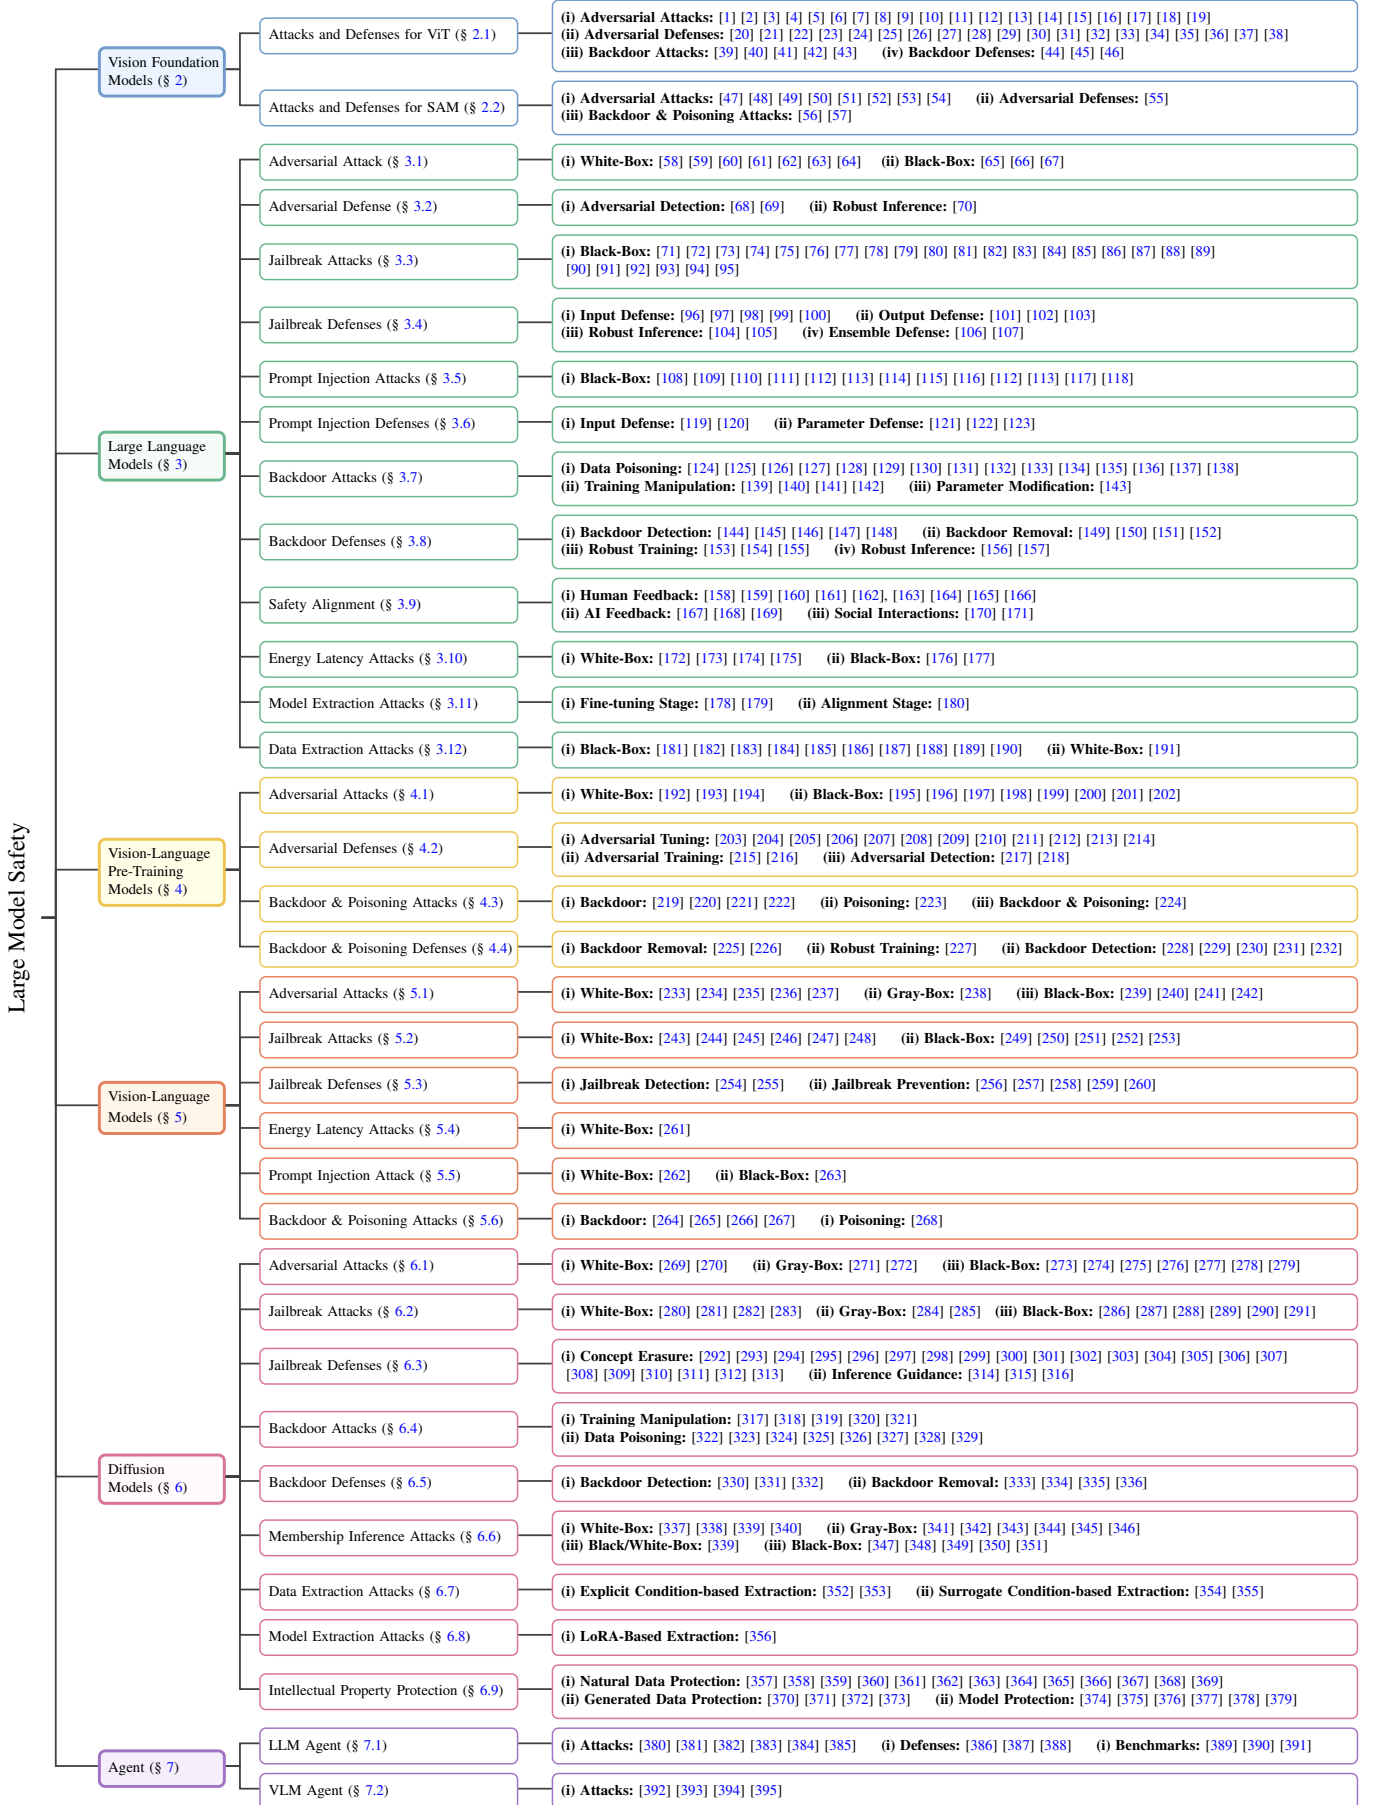 Large Model Safety
Vision Foundation
Models (§ 2)
Attacks and Defenses for ViT (§ 2.1)
(i) Adversarial Attacks: [1] [2] [3] [4] [5] [6] [7] [8] [9] [10] [11] [12] [13] [14] [15] [16] [17] [18] [19]
(ii) Adversarial Defenses: [20] [21] [22] [23] [24] [25] [26] [27] [28] [29] [30] [31] [32] [33] [34] [35] [36] [37] [38]
(iii) Backdoor Attacks: [39] [40] [41] [42] [43] (iv) Backdoor Defenses: [44] [45] [46]
Attacks and Defenses for SAM (§ 2.2)
(i) Adversarial Attacks: [47] [48] [49] [50] [51] [52] [53] [54] (ii) Adversarial Defenses: [55]
(iii) Backdoor & Poisoning Attacks: [56] [57]
Large Language
Models (§ 3)
Adversarial Attack (§ 3.1)
(i) White-Box: [58] [59] [60] [61] [62] [63] [64] (ii) Black-Box: [65] [66] [67]
Adversarial Defense (§ 3.2)
(i) Adversarial Detection: [68] [69] (ii) Robust Inference: [70]
Jailbreak Attacks (§ 3.3)
(i) Black-Box: [71] [72] [73] [74] [75] [76] [77] [78] [79] [80] [81] [82] [83] [84] [85] [86] [87] [88] [89]
[90] [91] [92] [93] [94] [95]
Jailbreak Defenses (§ 3.4)
(i) Input Defense: [96] [97] [98] [99] [100] (ii) Output Defense: [101] [102] [103]
(iii) Robust Inference: [104] [105] (iv) Ensemble Defense: [106] [107]
Prompt Injection Attacks (§ 3.5)
(i) Black-Box: [108] [109] [110] [111] [112] [113] [114] [115] [116] [112] [113] [117] [118]
Prompt Injection Defenses (§ 3.6)
(i) Input Defense: [119] [120] (ii) Parameter Defense: [121] [122] [123]
Backdoor Attacks (§ 3.7)
(i) Data Poisoning: [124] [125] [126] [127] [128] [129] [130] [131] [132] [133] [134] [135] [136] [137] [138]
(ii) Training Manipulation: [139] [140] [141] [142] (iii) Parameter Modification: [143]
Backdoor Defenses (§ 3.8)
(i) Backdoor Detection: [144] [145] [146] [147] [148] (ii) Backdoor Removal: [149] [150] [151] [152]
(iii) Robust Training: [153] [154] [155] (iv) Robust Inference: [156] [157]
Safety Alignment (§ 3.9)
(i) Human Feedback: [158] [159] [160] [161] [162], [163] [164] [165] [166]
(ii) AI Feedback: [167] [168] [169] (iii) Social Interactions: [170] [171]
Energy Latency Attacks (§ 3.10)
(i) White-Box: [172] [173] [174] [175] (ii) Black-Box: [176] [177]
Model Extraction Attacks (§ 3.11)
(i) Fine-tuning Stage: [178] [179] (ii) Alignment Stage: [180]
Data Extraction Attacks (§ 3.12)
(i) Black-Box: [181] [182] [183] [184] [185] [186] [187] [188] [189] [190] (ii) White-Box: [191]
Vision-Language
Pre-Training
Models (§ 4)
Adversarial Attacks (§ 4.1)
(i) White-Box: [192] [193] [194] (ii) Black-Box: [195] [196] [197] [198] [199] [200] [201] [202]
Adversarial Defenses (§ 4.2)
(i) Adversarial Tuning: [203] [204] [205] [206] [207] [208] [209] [210] [211] [212] [213] [214]
(ii) Adversarial Training: [215] [216] (iii) Adversarial Detection: [217] [218]
Backdoor & Poisoning Attacks (§ 4.3)
(i) Backdoor: [219] [220] [221] [222] (ii) Poisoning: [223] (iii) Backdoor & Poisoning: [224]
Backdoor & Poisoning Defenses (§ 4.4)
(i) Backdoor Removal: [225] [226] (ii) Robust Training: [227] (ii) Backdoor Detection: [228] [229] [230] [231] [232]
Vision-Language
Models (§ 5)
Adversarial Attacks (§ 5.1)
(i) White-Box: [233] [234] [235] [236] [237] (ii) Gray-Box: [238] (iii) Black-Box: [239] [240] [241] [242]
Jailbreak Attacks (§ 5.2)
(i) White-Box: [243] [244] [245] [246] [247] [248] (ii) Black-Box: [249] [250] [251] [252] [253]
Jailbreak Defenses (§ 5.3)
(i) Jailbreak Detection: [254] [255] (ii) Jailbreak Prevention: [256] [257] [258] [259] [260]
Energy Latency Attacks (§ 5.4)
(i) White-Box: [261]
Prompt Injection Attack (§ 5.5)
(i) White-Box: [262] (ii) Black-Box: [263]
Backdoor & Poisoning Attacks (§ 5.6)
(i) Backdoor: [264] [265] [266] [267] (i) Poisoning: [268]
Diffusion
Models (§ 6)
Adversarial Attacks (§ 6.1)
(i) White-Box: [269] [270] (ii) Gray-Box: [271] [272] (iii) Black-Box: [273] [274] [275] [276] [277] [278] [279]
Jailbreak Attacks (§ 6.2)
(i) White-Box: [280] [281] [282] [283] (ii) Gray-Box: [284] [285] (iii) Black-Box: [286] [287] [288] [289] [290] [291]
Jailbreak Defenses (§ 6.3)
(i) Concept Erasure: [292] [293] [294] [295] [296] [297] [298] [299] [300] [301] [302] [303] [304] [305] [306] [307]
[308] [309] [310] [311] [312] [313] (ii) Inference Guidance: [314] [315] [316]
Backdoor Attacks (§ 6.4)
(i) Training Manipulation: [317] [318] [319] [320] [321]
(ii) Data Poisoning: [322] [323] [324] [325] [326] [327] [328] [329]
Backdoor Defenses (§ 6.5)
(i) Backdoor Detection: [330] [331] [332] (ii) Backdoor Removal: [333] [334] [335] [336]
Membership Inference Attacks (§ 6.6)
(i) White-Box: [337] [338] [339] [340] (ii) Gray-Box: [341] [342] [343] [344] [345] [346]
(iii) Black/White-Box: [339] (iii) Black-Box: [347] [348] [349] [350] [351]
Data Extraction Attacks (§ 6.7)
(i) Explicit Condition-based Extraction: [352] [353] (ii) Surrogate Condition-based Extraction: [354] [355]
Model Extraction Attacks (§ 6.8)
(i) LoRA-Based Extraction: [356]
Intellectual Property Protection (§ 6.9)
(i) Natural Data Protection: [357] [358] [359] [360] [361] [362] [363] [364] [365] [366] [367] [368] [369]
(ii) Generated Data Protection: [370] [371] [372] [373] (ii) Model Protection: [374] [375] [376] [377] [378] [379]
Agent (§ 7)
LLM Agent (§ 7.1)
(i) Attacks: [380] [381] [382] [383] [384] [385] (i) Defenses: [386] [387] [388] (i) Benchmarks: [389] [390] [391]
VLM Agent (§ 7.2)
(i) Attacks: [392] [393] [394] [395]